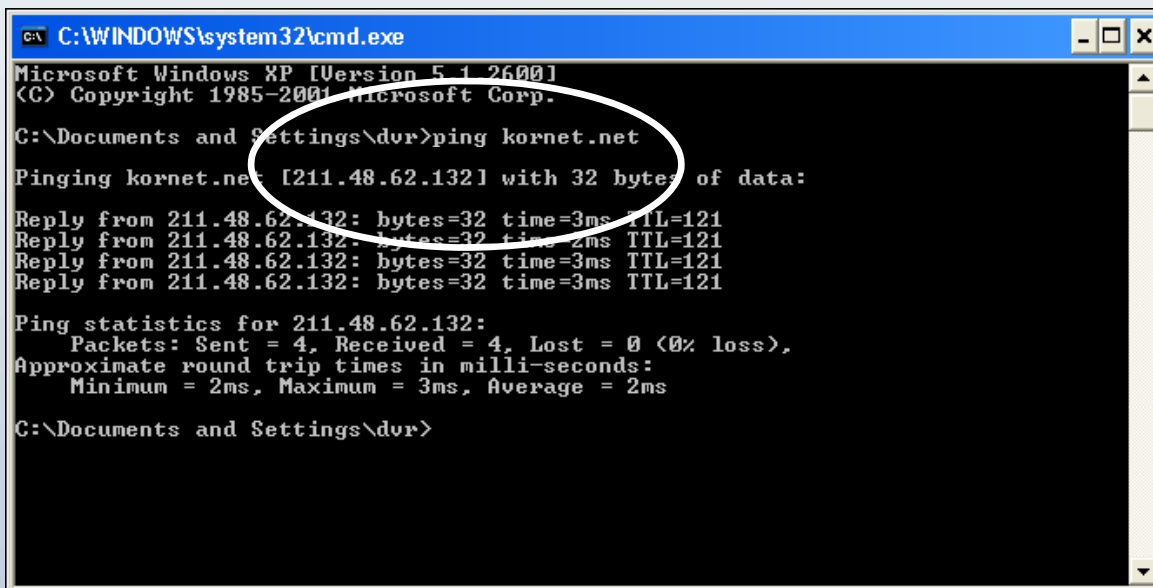 C:\WINDOWS\system32\cmd.exe
Microsoft Windows XP [Version 5.1.2600]
(C) Copyright 1985-2001 Microsoft Corp.
C:\Documents and Settings\dvr>ping kornet.net
Pinging kornet.net [211.48.62.132] with 32 bytes of data:
Reply from 211.48.62.132: bytes=32 time=3ms TTL=121
Reply from 211.48.62.132: bytes=32 time=2ms TTL=121
Reply from 211.48.62.132: bytes=32 time=3ms TTL=121
Reply from 211.48.62.132: bytes=32 time=3ms TTL=121
Ping statistics for 211.48.62.132:
Packets: Sent = 4, Received = 4, Lost = 0 (0% loss),
Approximate round trip times in milli-seconds:
Minimum = 2ms, Maximum = 3ms, Average = 2ms
C:\Documents and Settings\dvr>